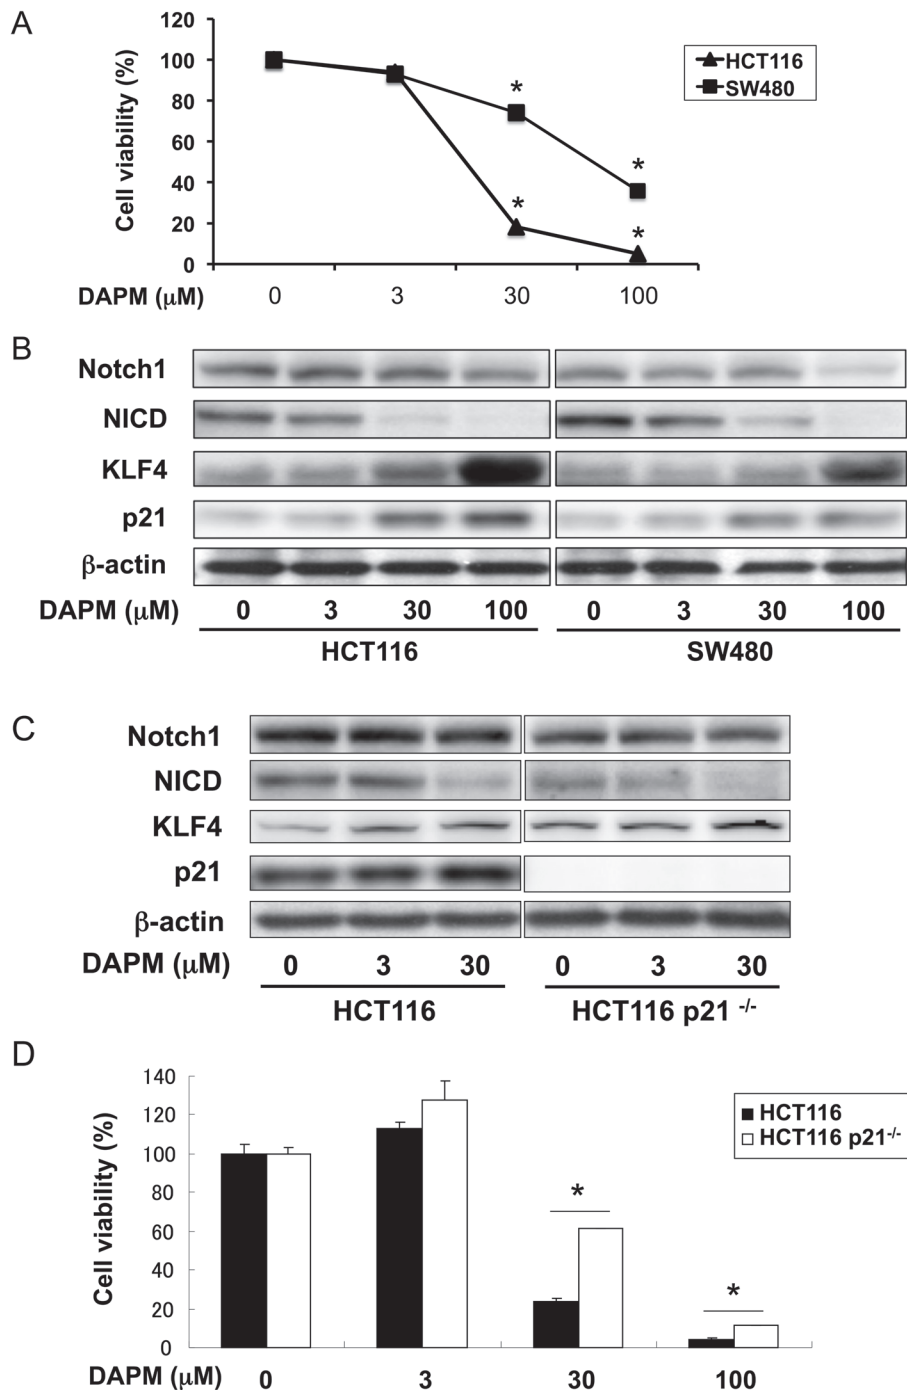 A
120
100
80
60
40
20
0
Cell viability (%)
HCT116
SW480
*
*
*
*
DAPM (μM) 0 3 30 100
B
Notch1
NICD
KLF4
p21
β-actin
DAPM (μM) 0 3 30 100 0 3 30 100
HCT116 SW480
C
Notch1
NICD
KLF4
p21
β-actin
DAPM (μM) 0 3 30 0 3 30
HCT116 HCT116 p21 -/-
D
140
120
100
80
60
40
20
0
Cell viability (%)
HCT116
HCT116 p21-/-
*
*
DAPM (μM) 0 3 30 100